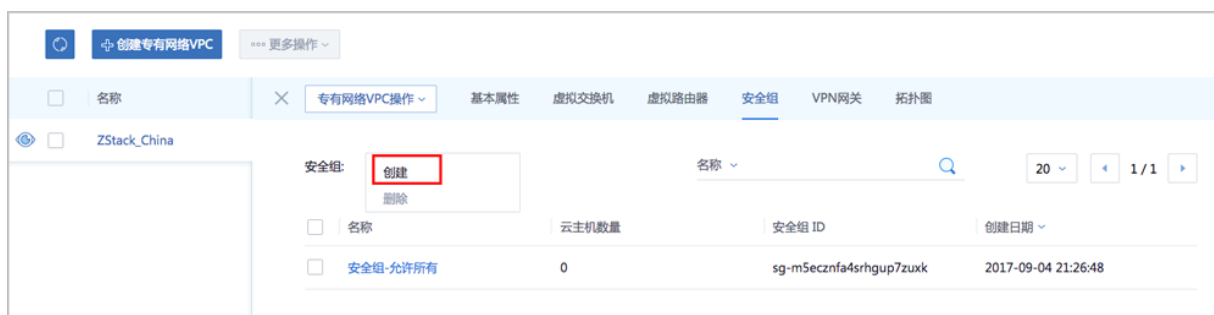 创建专有网络VPC 更多操作
名称 专有网络VPC操作 基本属性 虚拟交换机 虚拟路由器 安全组 VPN网关 拓扑图
ZStack_China
安全组: 创建 名称 20 1 / 1
删除
名称 云主机数量 安全组 ID 创建日期
安全组-允许所有 0 sg-m5ecznfa4srhgup7zuxk 2017-09-04 21:26:48